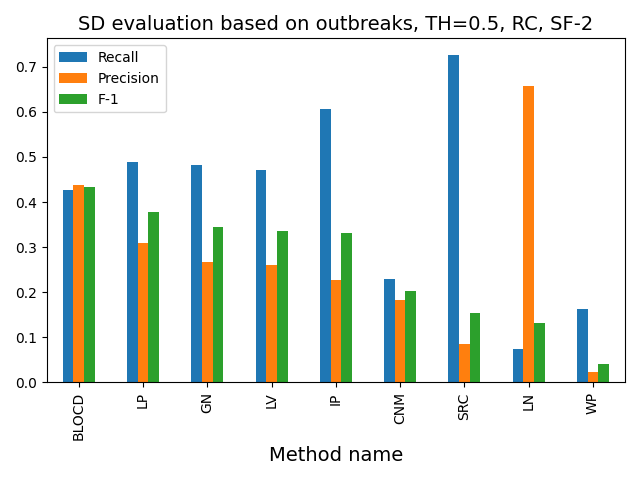 SD evaluation based on outbreaks, TH=0.5, RC, SF-2
Recall
Precision
F-1
0.7
0.6
0.5
0.4
0.3
0.2
0.1
0.0
BLOCD
LP
GN
LV
IP
CNM
SRC
LN
WP
Method name